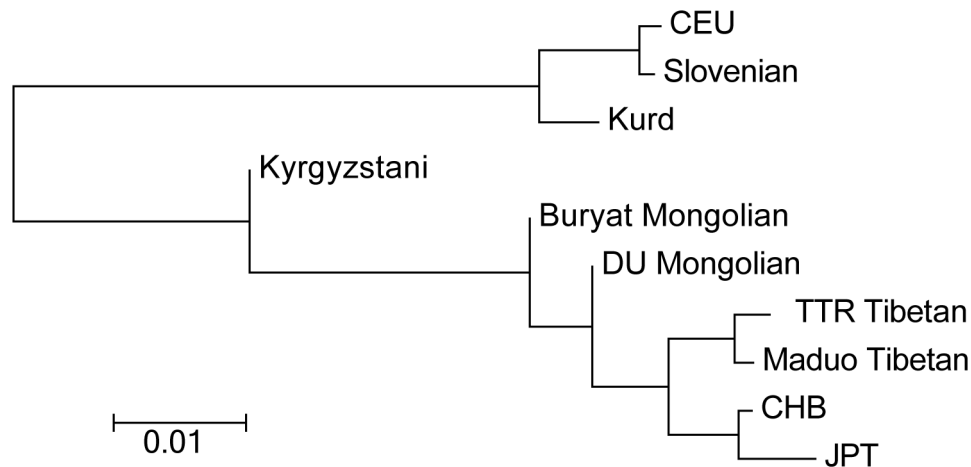 CEU
Slovenian
Kurd
Kyrgyzstani
Buryat Mongolian
DU Mongolian
TTR Tibetan
Maduo Tibetan
CHB
JPT
0.01